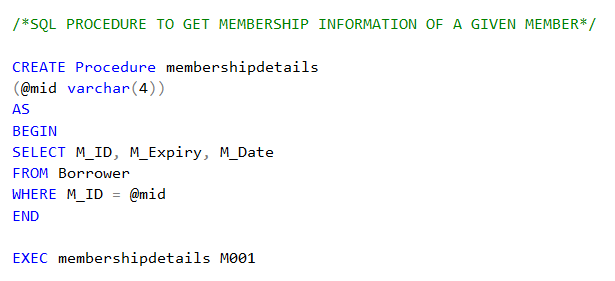 /*SQL PROCEDURE TO GET MEMBERSHIP INFORMATION OF A GIVEN MEMBER*/
CREATE Procedure membershipdetails
(@mid varchar(4))
AS
BEGIN
SELECT M_ID, M_Expiry, M_Date
FROM Borrower
WHERE M_ID = @mid
END
EXEC membershipdetails M001